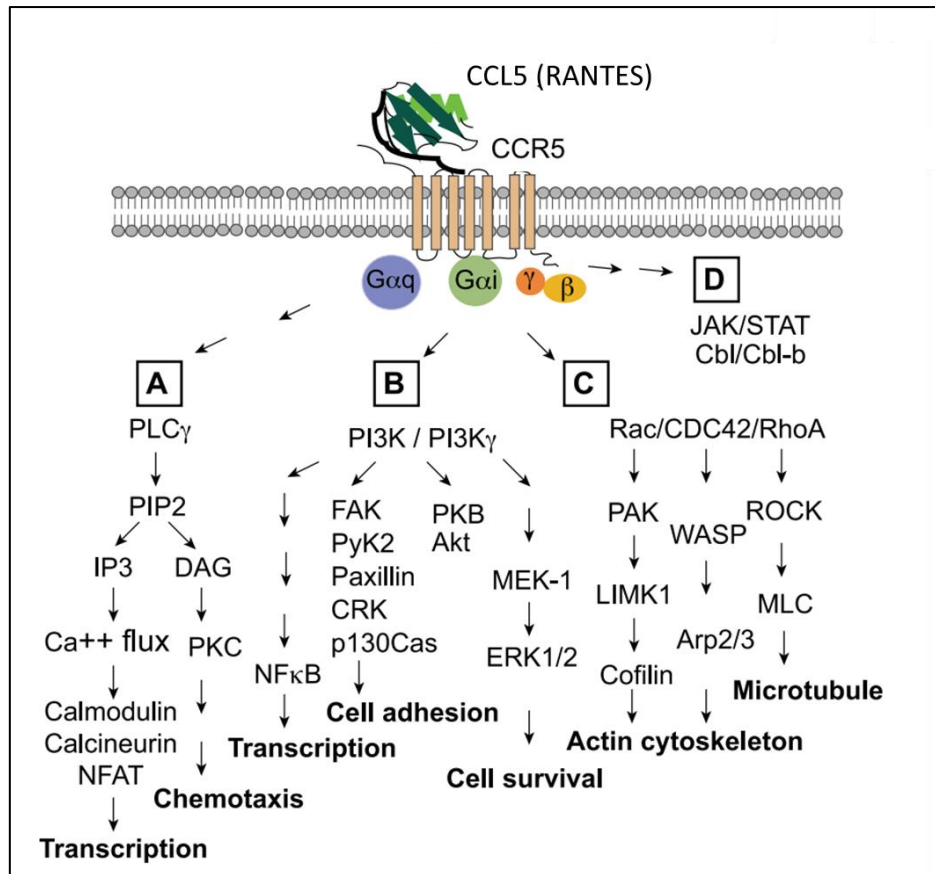 CCL5 (RANTES)
CCR5
Gαq
Gαi
γ
β
D
JAK/STAT
Cbl/Cbl-b
A
PLCγ
PIP2
IP3
DAG
Ca++ flux
PKC
Calmodulin
Calcineurin
NFAT
Chemotaxis
Transcription
B
PI3K / PI3Kγ
NFκB
Transcription
FAK
PyK2
Paxillin
CRK
p130Cas
Cell adhesion
PKB
Akt
MEK-1
ERK1/2
Cell survival
C
Rac/CDC42/RhoA
PAK
LIMK1
Cofilin
WASP
Arp2/3
Actin cytoskeleton
ROCK
MLC
Microtubule